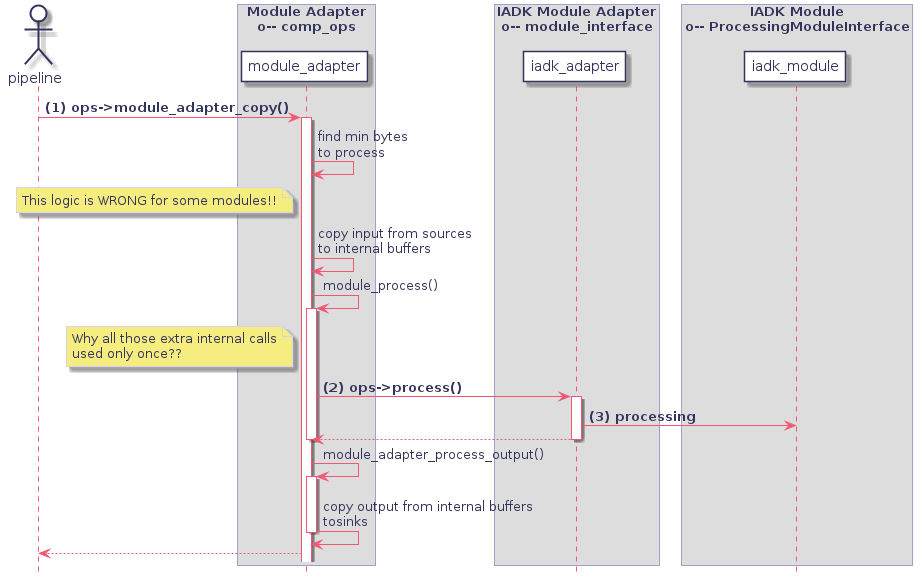 Module Adapter
o-- comp_ops
IADK Module Adapter
o-- module_interface
IADK Module
o-- ProcessingModuleInterface
pipeline
module_adapter
iadk_adapter
iadk_module
(1) ops->module_adapter_copy()
find min bytes
to process
This logic is WRONG for some modules!!
copy input from sources
to internal buffers
module_process()
Why all those extra internal calls
used only once??
(2) ops->process()
(3) processing
module_adapter_process_output()
copy output from internal buffers
tosinks